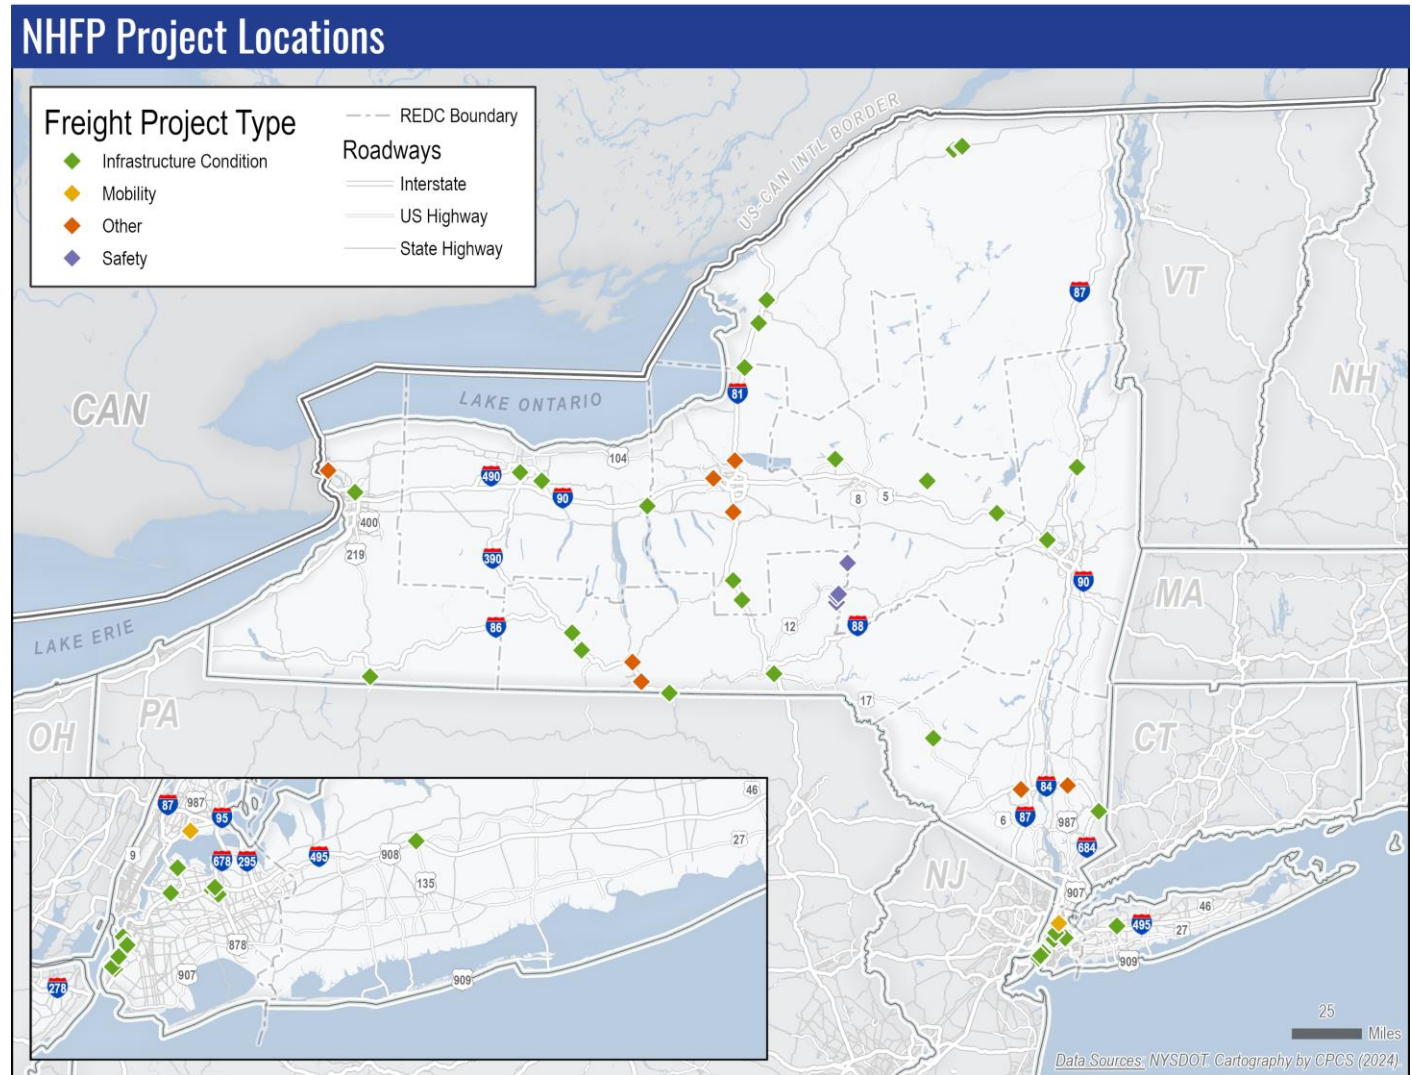 NHFP Project Locations
Freight Project Type
Infrastructure Condition
Mobility
Other
Safety
REDC Boundary
Roadways
Interstate
US Highway
State Highway
US-CAN INTL BORDER
VT
NH
CAN
LAKE ONTARIO
87
81
104
490
90
400
219
390
8
5
90
MA
LAKE ERIE
86
12
88
OH
PA
17
CT
84
6
87
987
684
NJ
907
46
495
27
909
87
987
95
46
9
678
295
495
908
27
135
878
907
909
278
25
Miles
Data Sources: NYSDOT. Cartography by CPCS (2024)